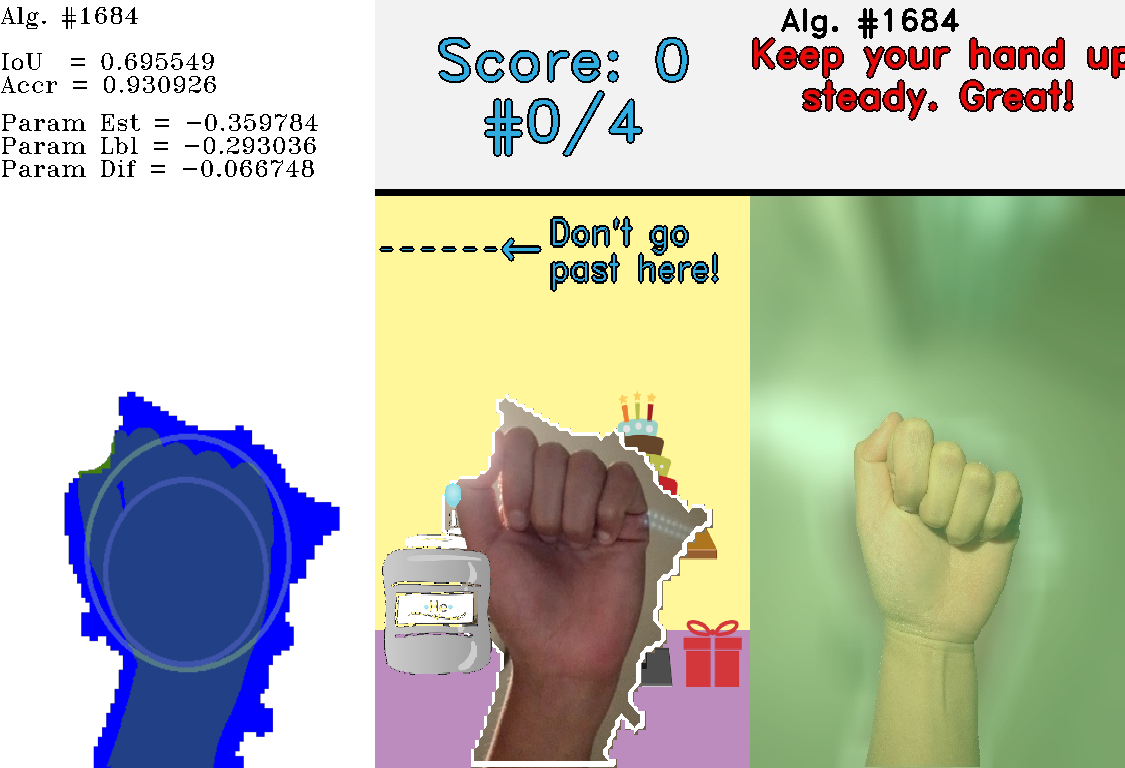 Alg. #1684
IoU = 0.695549
Accr = 0.930926
Param Est = −0.359784
Param Lbl = −0.293036
Param Dif = −0.066748
Score: 0
#0/4
Alg. #1684
Keep your hand up
steady. Great!
Don't go
past here!